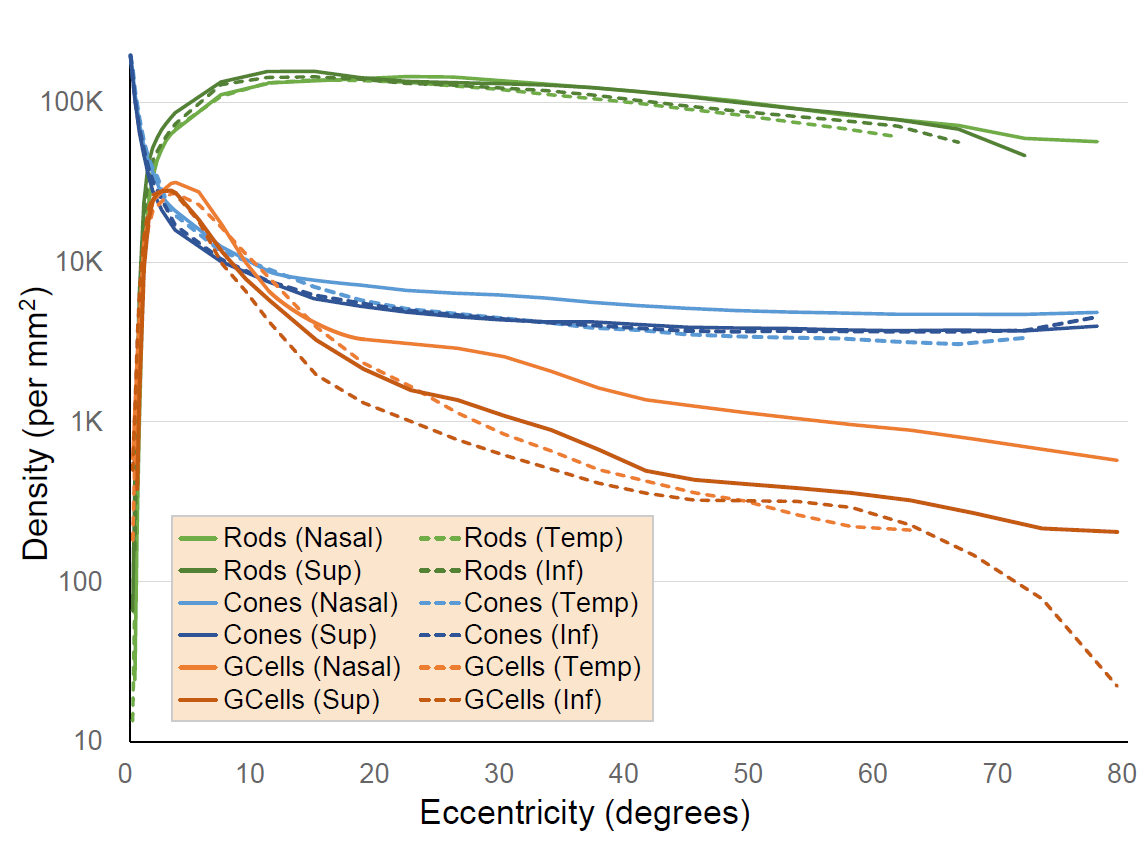 100K
10K
1K
100
10
Density (per mm²)
Rods (Nasal) Rods (Temp)
Rods (Sup) Rods (Inf)
Cones (Nasal) Cones (Temp)
Cones (Sup) Cones (Inf)
GCells (Nasal) GCells (Temp)
GCells (Sup) GCells (Inf)
0 10 20 30 40 50 60 70 80
Eccentricity (degrees)